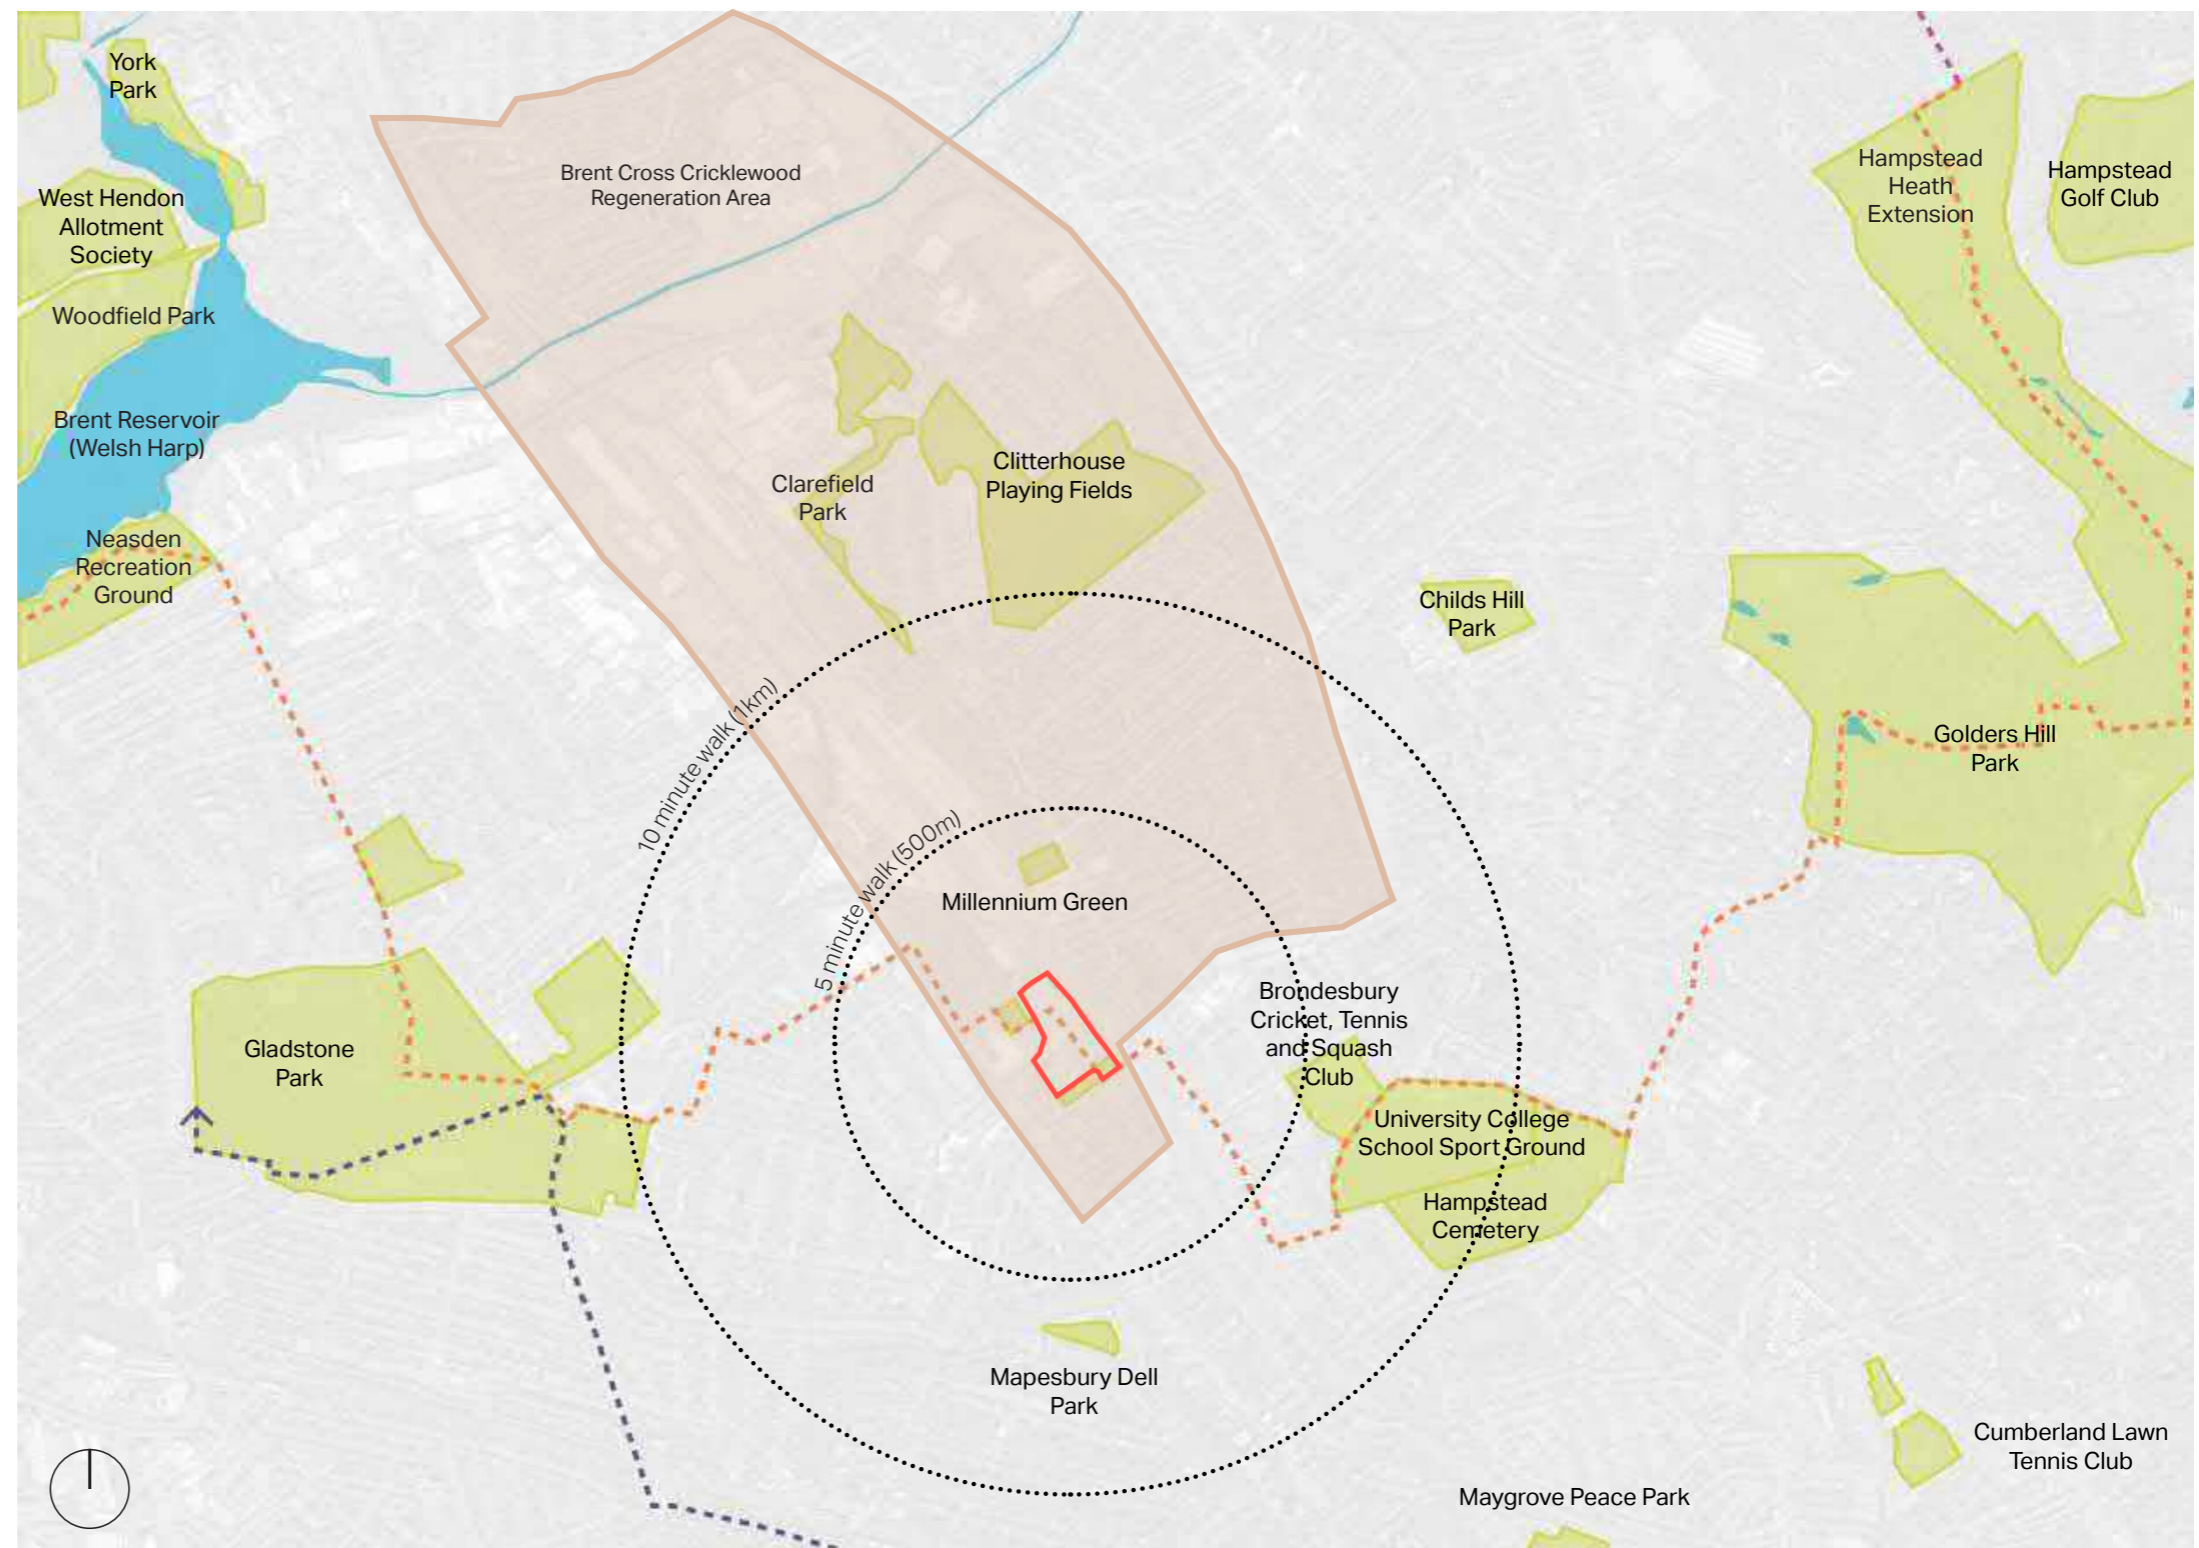 York
Park
Brent Cross Cricklewood
Regeneration Area
Hampstead
Heath
Extension
Hampstead
Golf Club
West Hendon
Allotment
Society
Woodfield Park
Brent Reservoir
(Welsh Harp)
Clarefield
Park
Clitterhouse
Playing Fields
Neasden
Recreation
Ground
Childs Hill
Park
10 minute walk (1km)
Golders Hill
Park
5 minute walk (500m)
Millennium Green
Gladstone
Park
Brondesbury
Cricket, Tennis
and Squash
Club
University College
School Sport Ground
Hampstead
Cemetery
Mapesbury Dell
Park
Cumberland Lawn
Tennis Club
Maygrove Peace Park